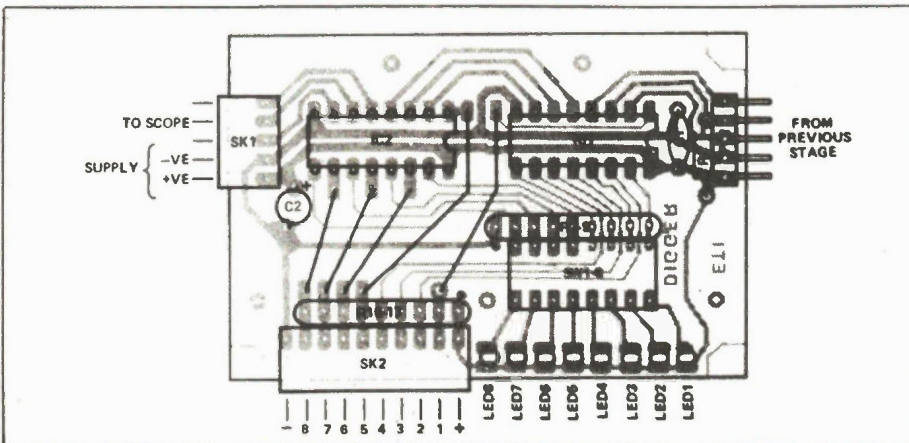 TO SCOPE
SUPPLY
-VE
+VE
SK1
C2
+
IC2
FROM
PREVIOUS
STAGE
DIGGER
ETI
SK2
- 8 7 6 5 4 3 2 1 +
LED8 LED7 LED6 LED5 LED4 LED3 LED2 LED1